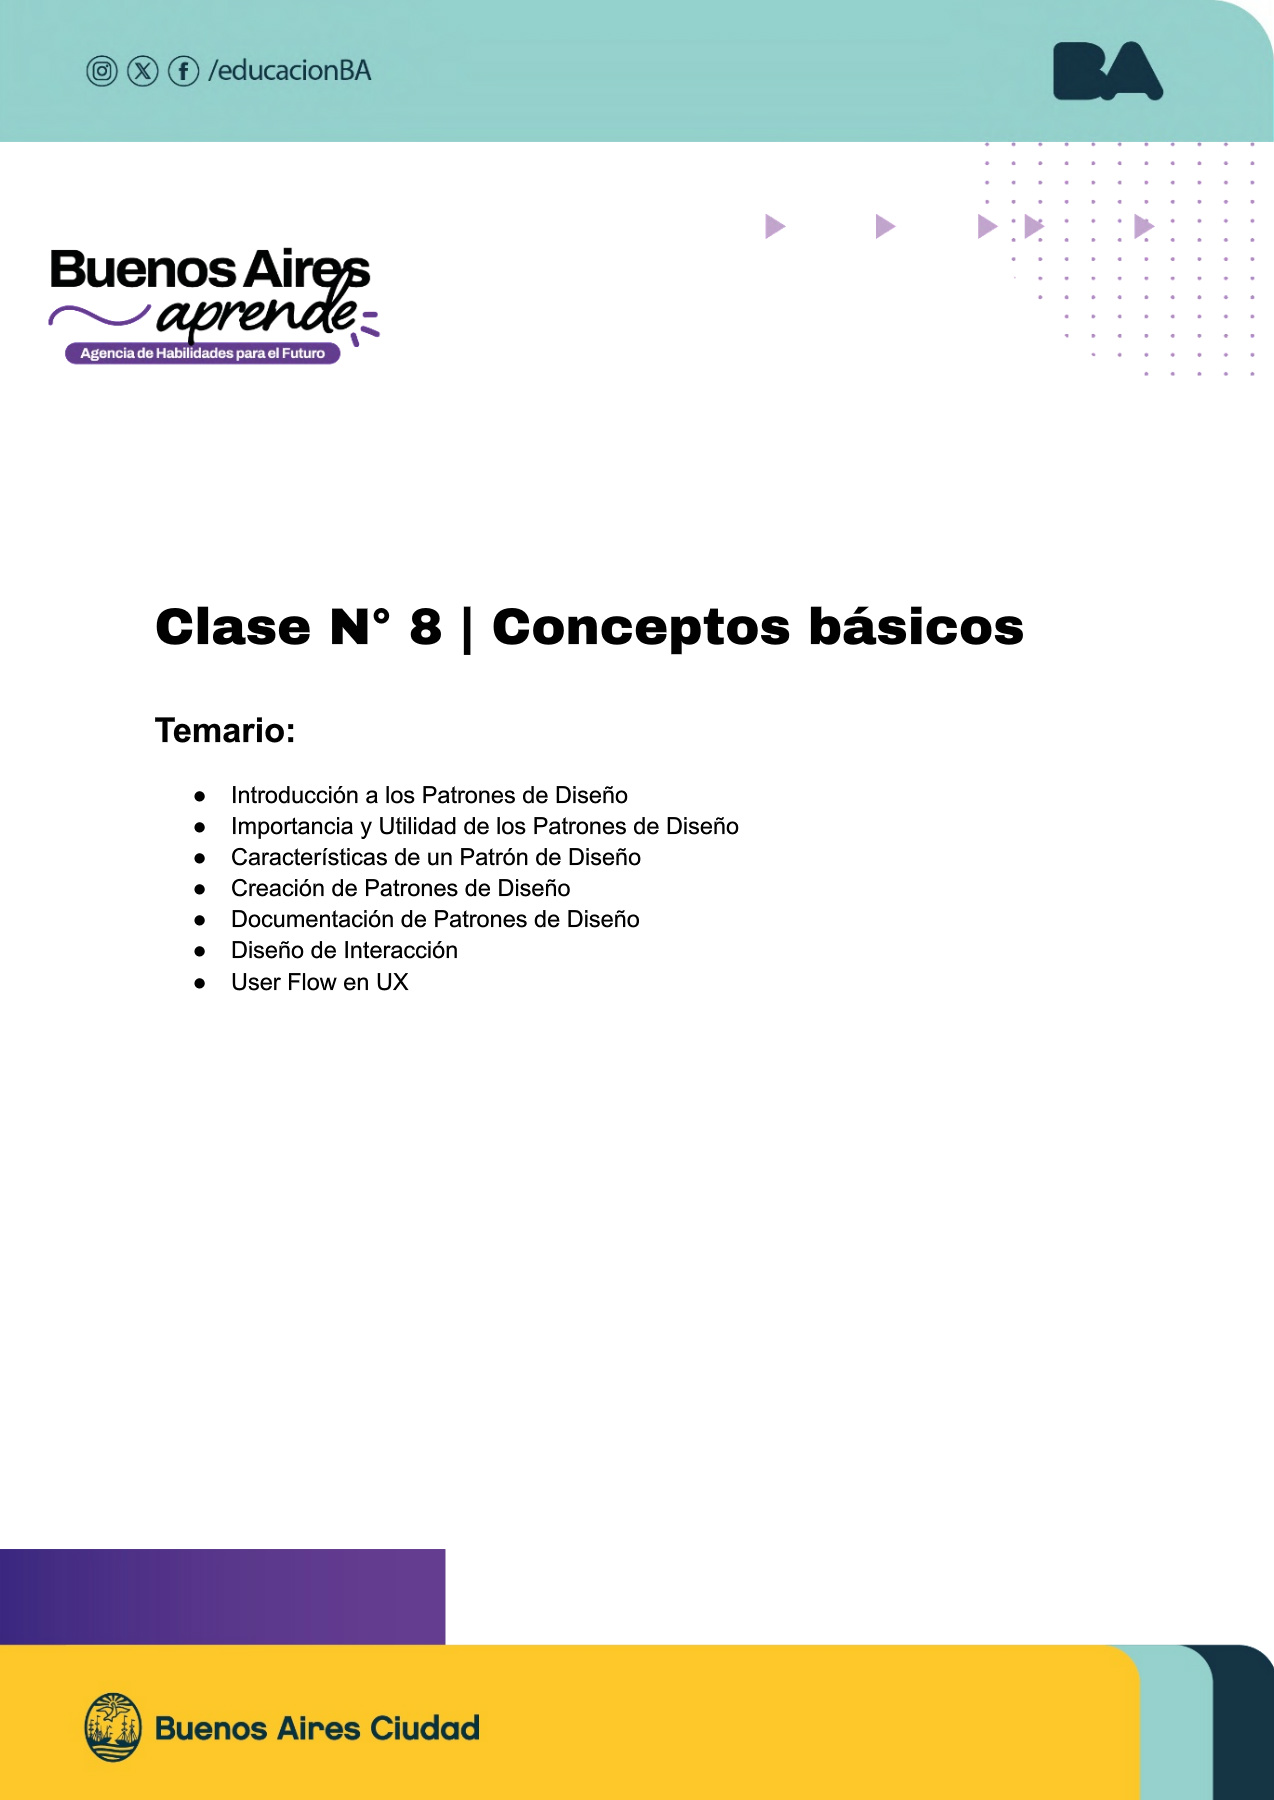 /educacionBA
BA
Buenos Aires
aprende
Agencia de Habilidades para el Futuro
Clase N° 8 | Conceptos básicos
Temario:
● Introducción a los Patrones de Diseño
● Importancia y Utilidad de los Patrones de Diseño
● Características de un Patrón de Diseño
● Creación de Patrones de Diseño
● Documentación de Patrones de Diseño
● Diseño de Interacción
● User Flow en UX
Buenos Aires Ciudad